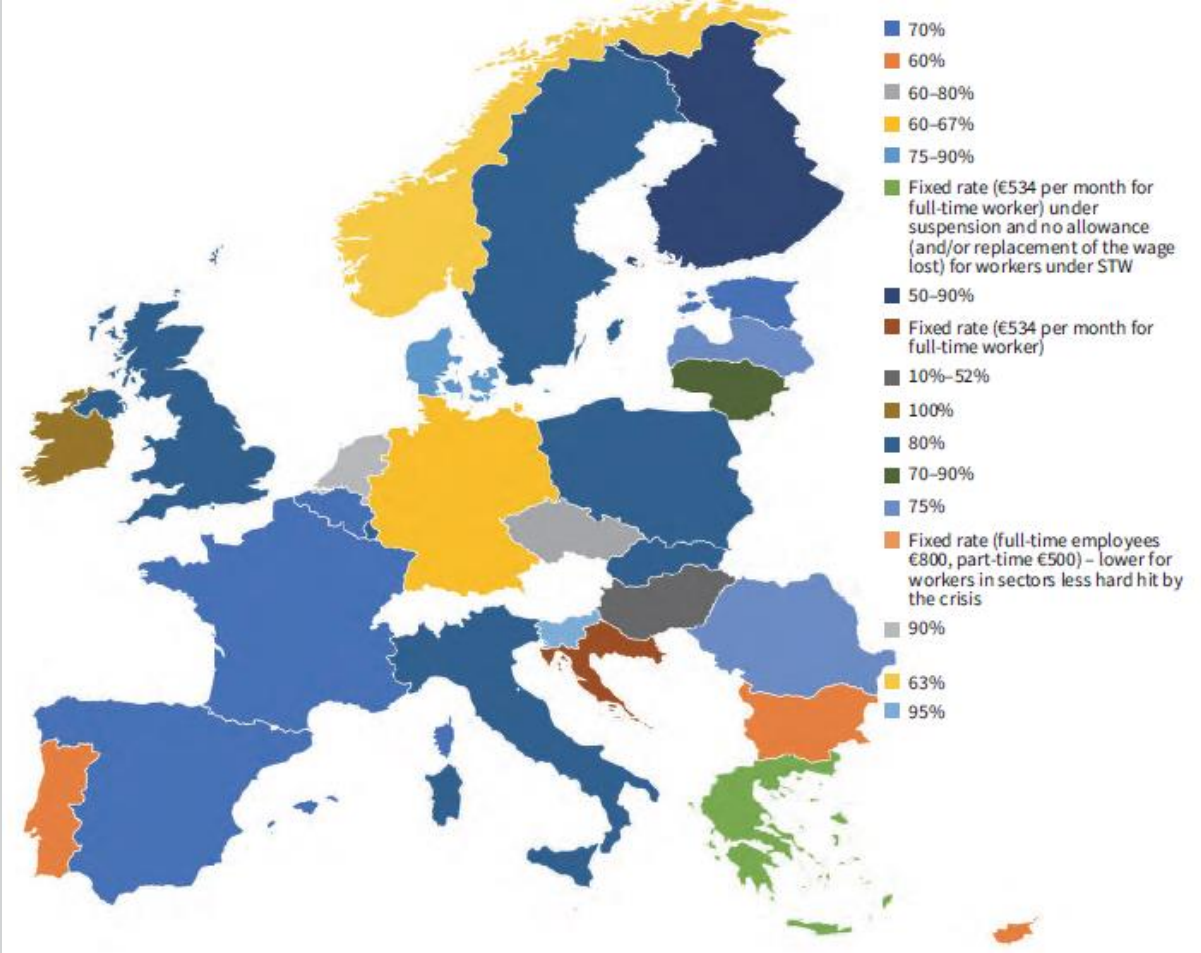 70%
60%
60–80%
60–67%
75–90%
Fixed rate (€534 per month for
full-time worker) under
suspension and no allowance
(and/or replacement of the wage
lost) for workers under STW
50–90%
Fixed rate (€534 per month for
full-time worker)
10%–52%
100%
80%
70–90%
75%
Fixed rate (full-time employees
€800, part-time €500) – lower for
workers in sectors less hard hit by
the crisis
90%
63%
95%